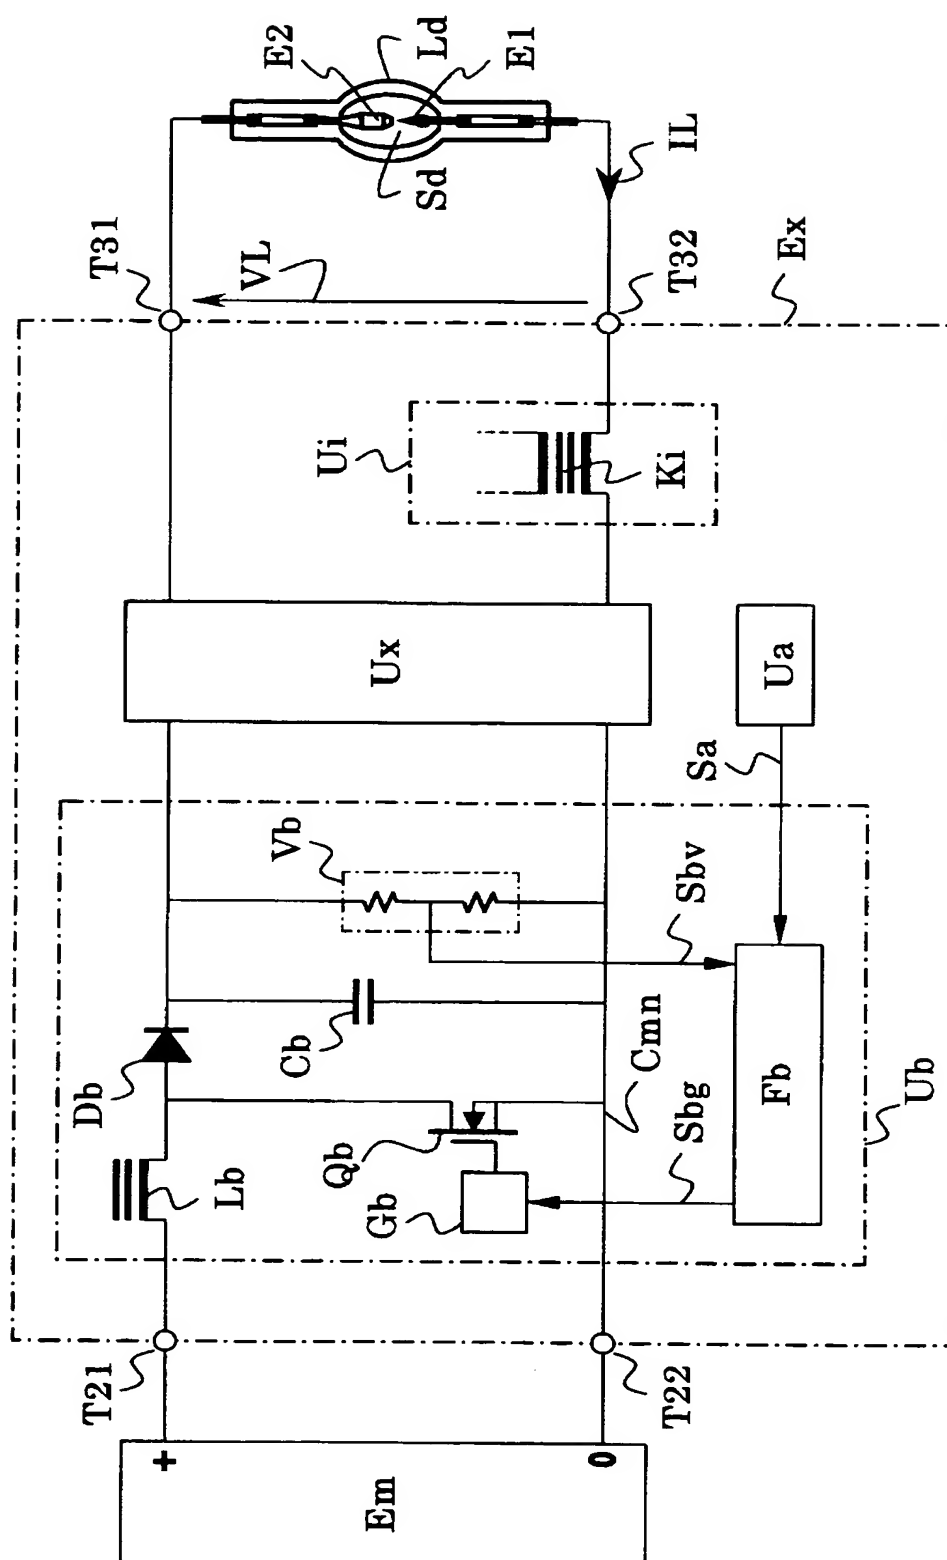 E2
Ld
E1
Sd
IL
T31
VL
T32
Ex
Ui
Ki
Ux
Ua
Sa
Vb
Sbv
Db
Cb
Cmn
Fb
Ub
Qb
Sbg
Lb
Gb
T21
T22
+
0
Em